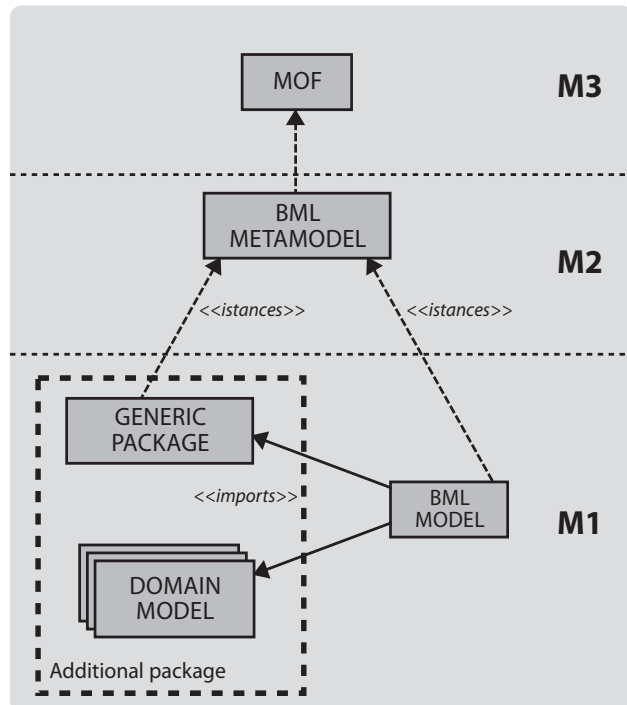 MOF
M3
BML
METAMODEL
M2
<<istances>>
<<istances>>
GENERIC
PACKAGE
<<imports>>
BML
MODEL
M1
DOMAIN
MODEL
Additional package